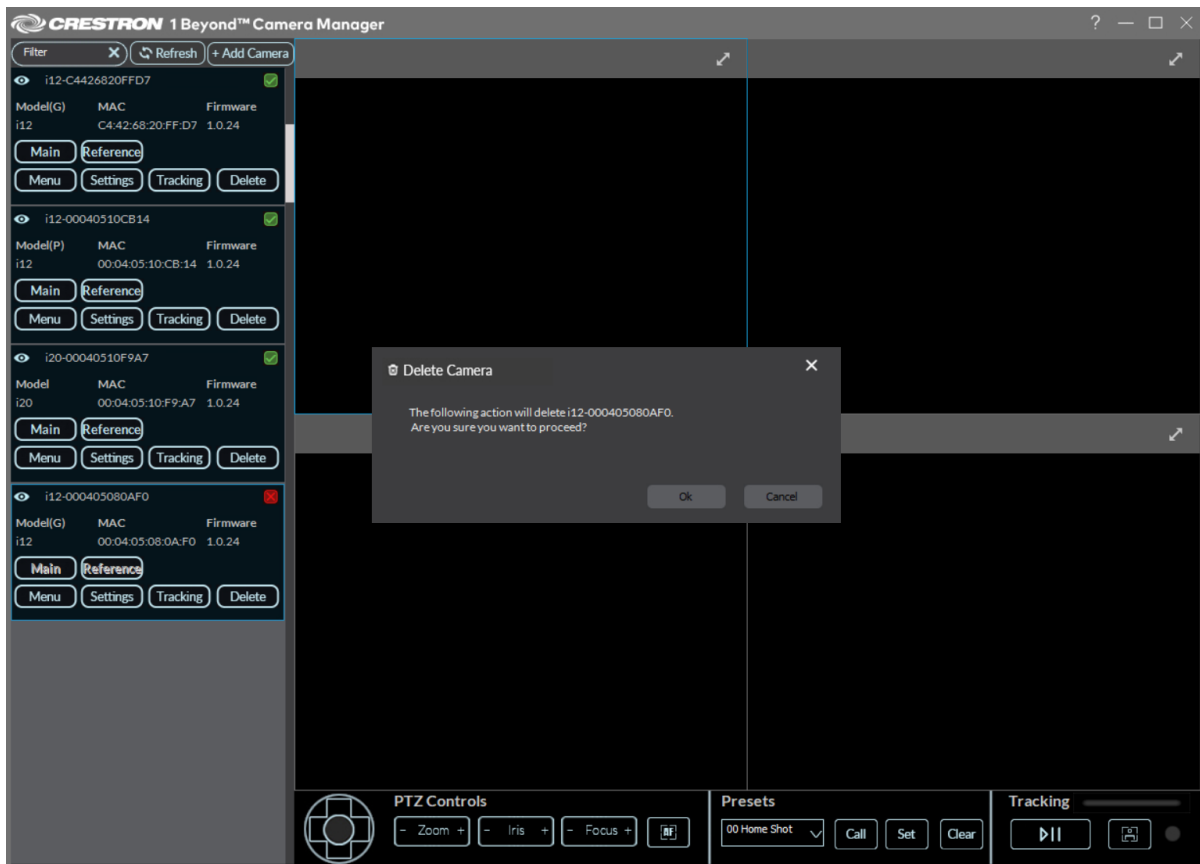 CRESTRON 1 Beyond™ Camera Manager
Filter Refresh + Add Camera
i12-C4426820FFD7
Model(G) MAC Firmware
i12 C4:42:68:20:FF:D7 1.0.24
Main Reference
Menu Settings Tracking Delete
i12-00040510CB14
Model(P) MAC Firmware
i12 00:04:05:10:CB:14 1.0.24
Main Reference
Menu Settings Tracking Delete
i20-00040510F9A7
Model MAC Firmware
i20 00:04:05:10:F9:A7 1.0.24
Main Reference
Menu Settings Tracking Delete
i12-000405080AF0
Model(G) MAC Firmware
i12 00:04:05:08:0A:F0 1.0.24
Main Reference
Menu Settings Tracking Delete
Delete Camera
The following action will delete i12-000405080AF0.
Are you sure you want to proceed?
Ok Cancel
PTZ Controls
- Zoom + - Iris + - Focus + AF
Presets
00 Home Shot Call Set Clear
Tracking